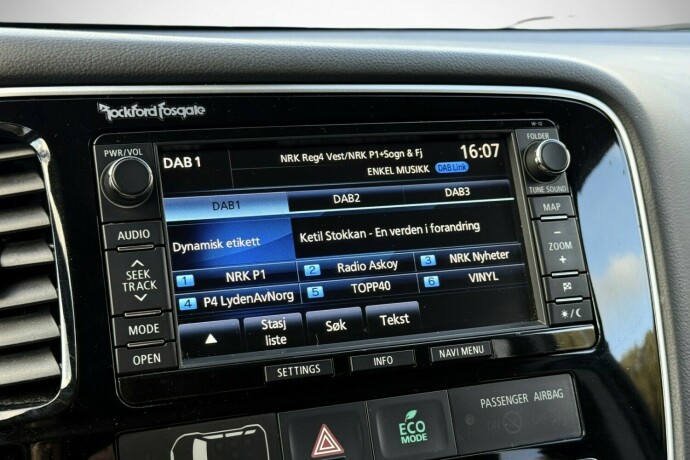 Rockford Fosgate
PWR/VOL
DAB 1
NRK Reg4 Vest/NRK P1+Sogn & Fj
16:07
ENKEL MUSIKK DAB Link
DAB1 DAB2 DAB3
Dynamisk etikett
Ketil Stokkan - En verden i forandring
1 NRK P1
2 Radio Askoy
3 NRK Nyheter
4 P4 LydenAvNorg
5 TOPP40
6 VINYL
Stasj
liste
Søk
Tekst
AUDIO
SEEK
TRACK
MODE
OPEN
FOLDER
TUNE SOUND
MAP
−
ZOOM
+
SETTINGS
INFO
NAVI MENU
ECO
MODE
PASSENGER AIRBAG